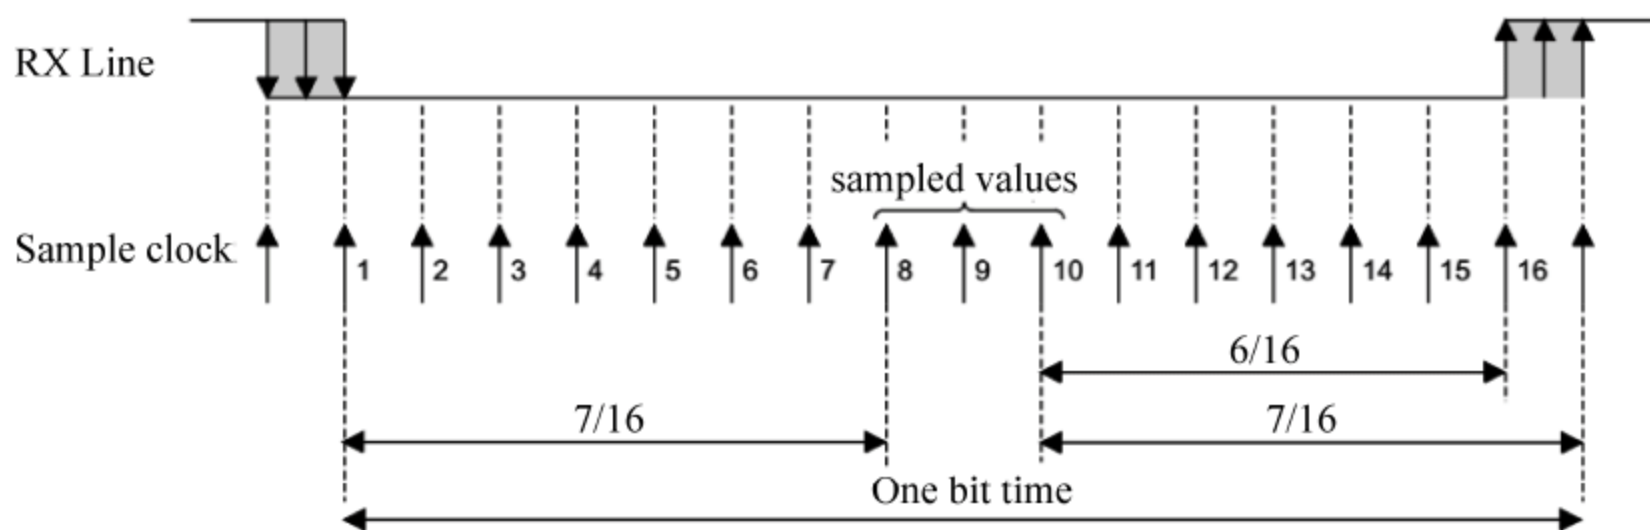 RX Line
sampled values
Sample clock
1 2 3 4 5 6 7 8 9 10 11 12 13 14 15 16
6/16
7/16 7/16
One bit time